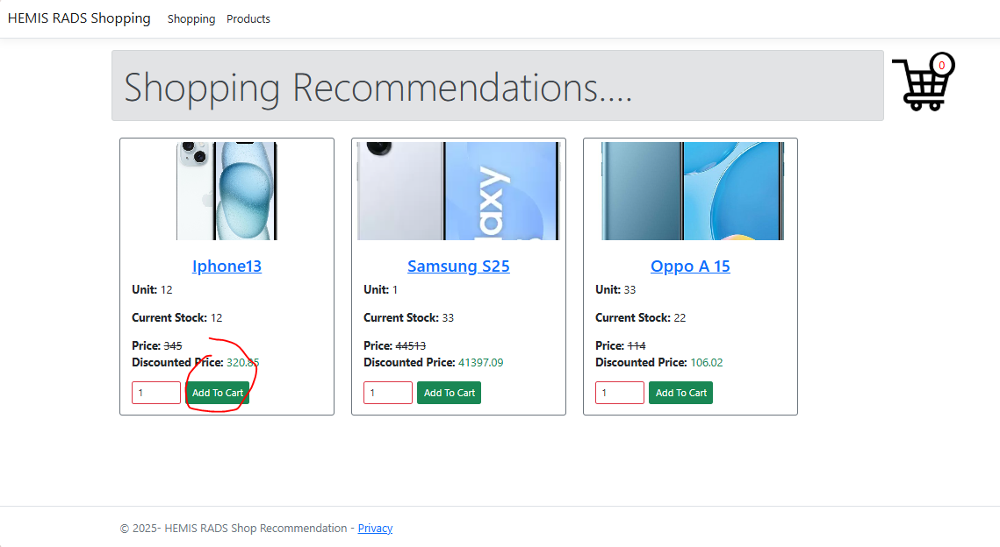 HEMIS RADS Shopping Shopping Products
Shopping Recommendations....
0
Iphone13
Unit: 12
Current Stock: 12
Price: 345
Discounted Price: 320.85
1 Add To Cart
laxy
Samsung S25
Unit: 1
Current Stock: 33
Price: 44513
Discounted Price: 41397.09
1 Add To Cart
Oppo A 15
Unit: 33
Current Stock: 22
Price: 114
Discounted Price: 106.02
1 Add To Cart
© 2025- HEMIS RADS Shop Recommendation - Privacy